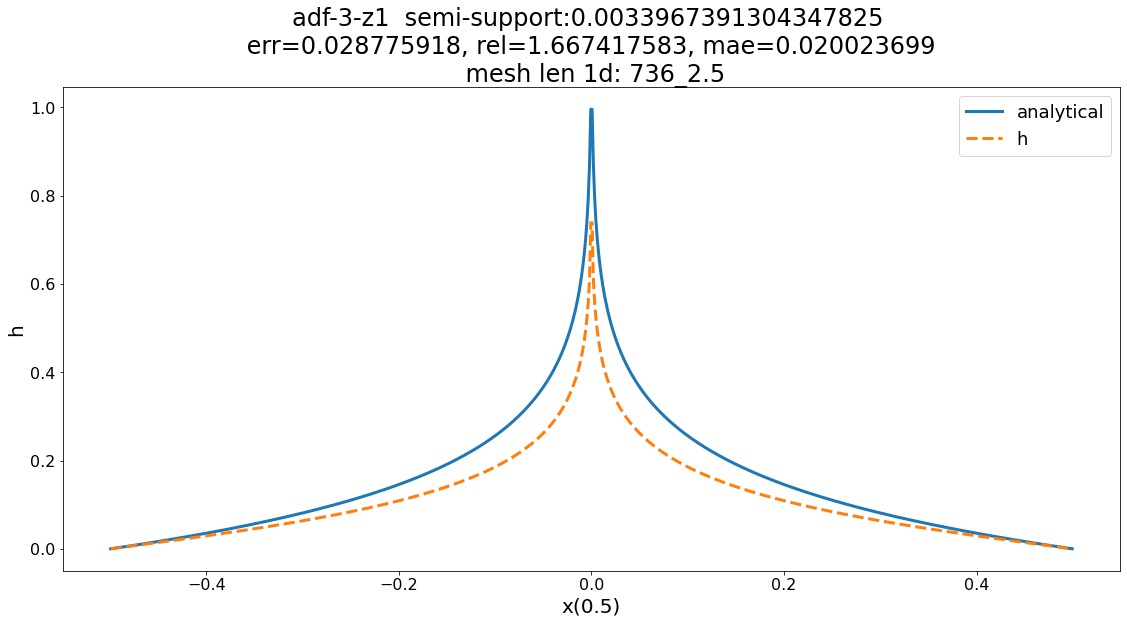 adf-3-z1 semi-support:0.0033967391304347825
err=0.028775918, rel=1.667417583, mae=0.020023699
mesh len 1d: 736_2.5
analytical
h
1.0
0.8
0.6
0.4
0.2
0.0
h
−0.4
−0.2
0.0
0.2
0.4
x(0.5)